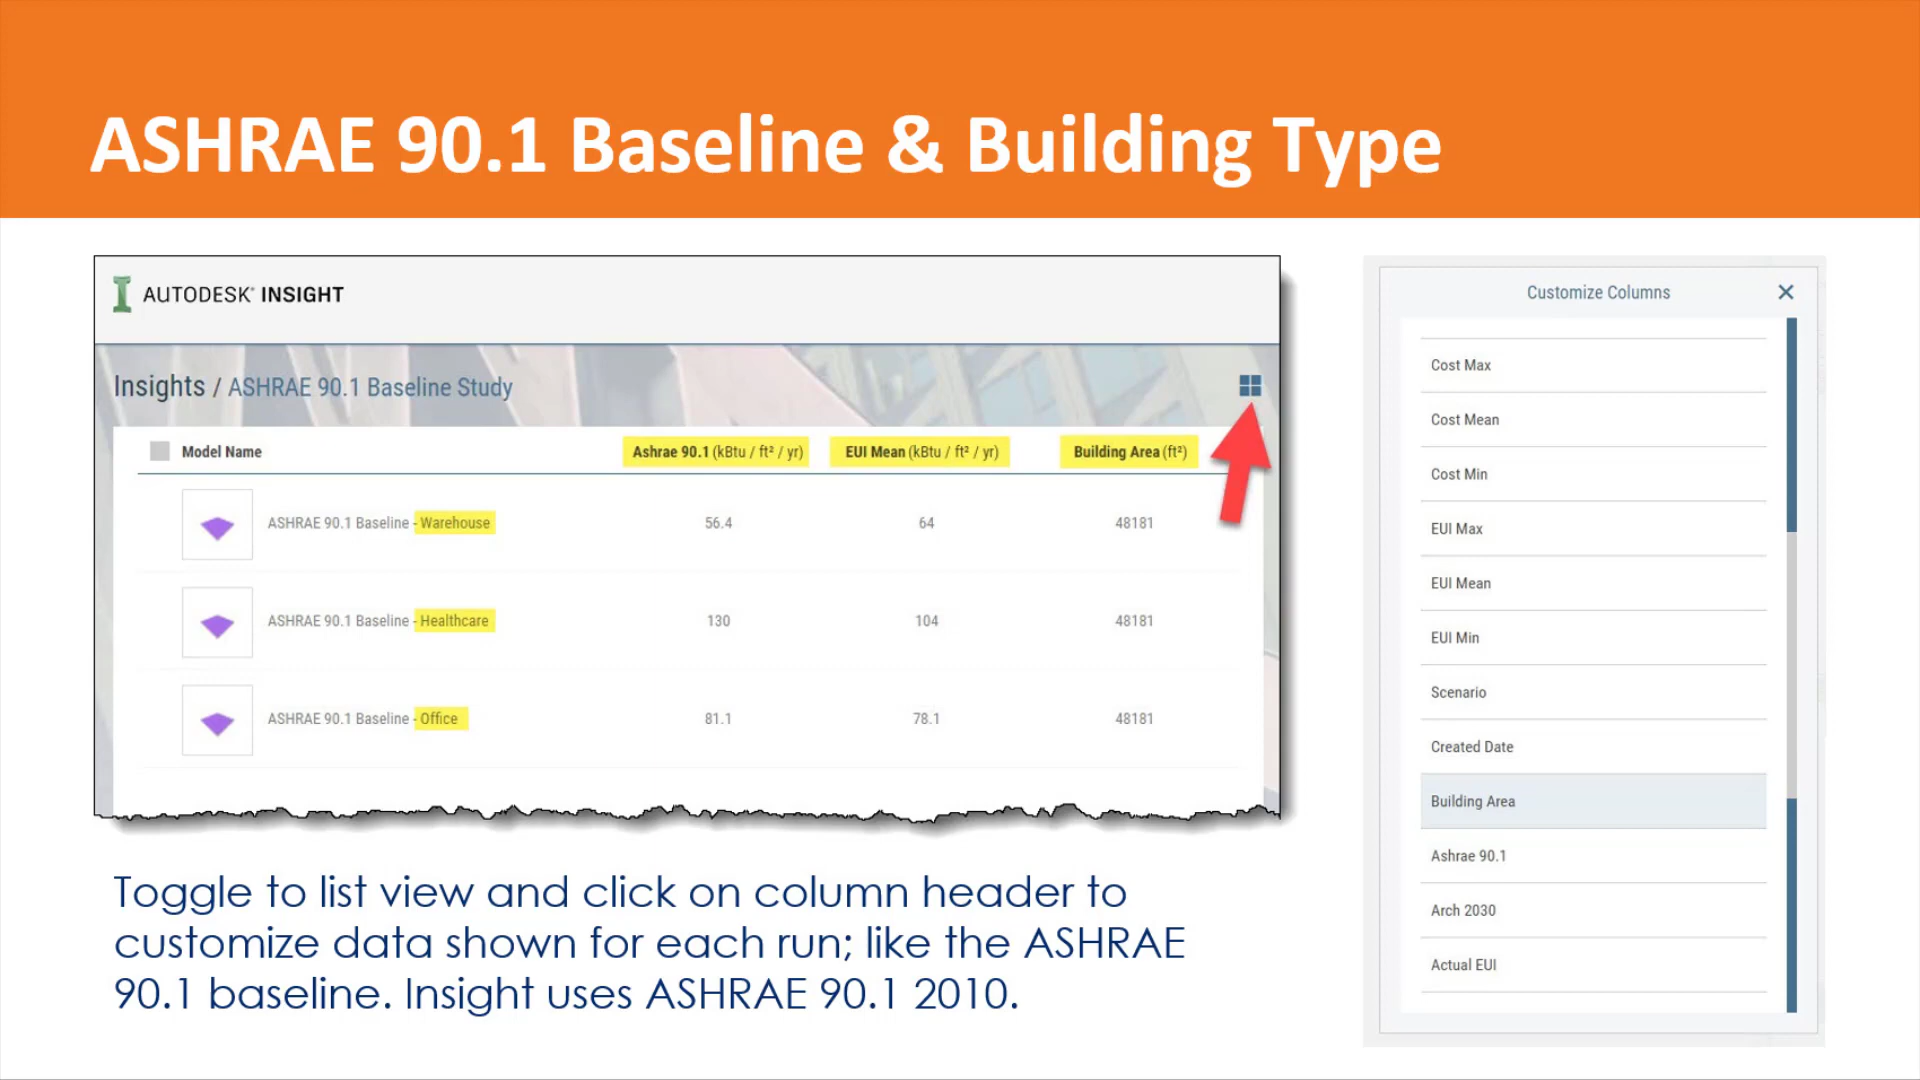 ASHRAE 90.1 Baseline & Building Type
AUTODESK® INSIGHT
Insights / ASHRAE 90.1 Baseline Study
Model Name Ashrae 90.1 (kBtu / ft² / yr) EUI Mean (kBtu / ft² / yr) Building Area (ft²)
ASHRAE 90.1 Baseline - Warehouse 56.4 64 48181
ASHRAE 90.1 Baseline - Healthcare 130 104 48181
ASHRAE 90.1 Baseline - Office 81.1 78.1 48181
Toggle to list view and click on column header to
customize data shown for each run; like the ASHRAE
90.1 baseline. Insight uses ASHRAE 90.1 2010.
Customize Columns
Cost Max
Cost Mean
Cost Min
EUI Max
EUI Mean
EUI Min
Scenario
Created Date
Building Area
Ashrae 90.1
Arch 2030
Actual EUI